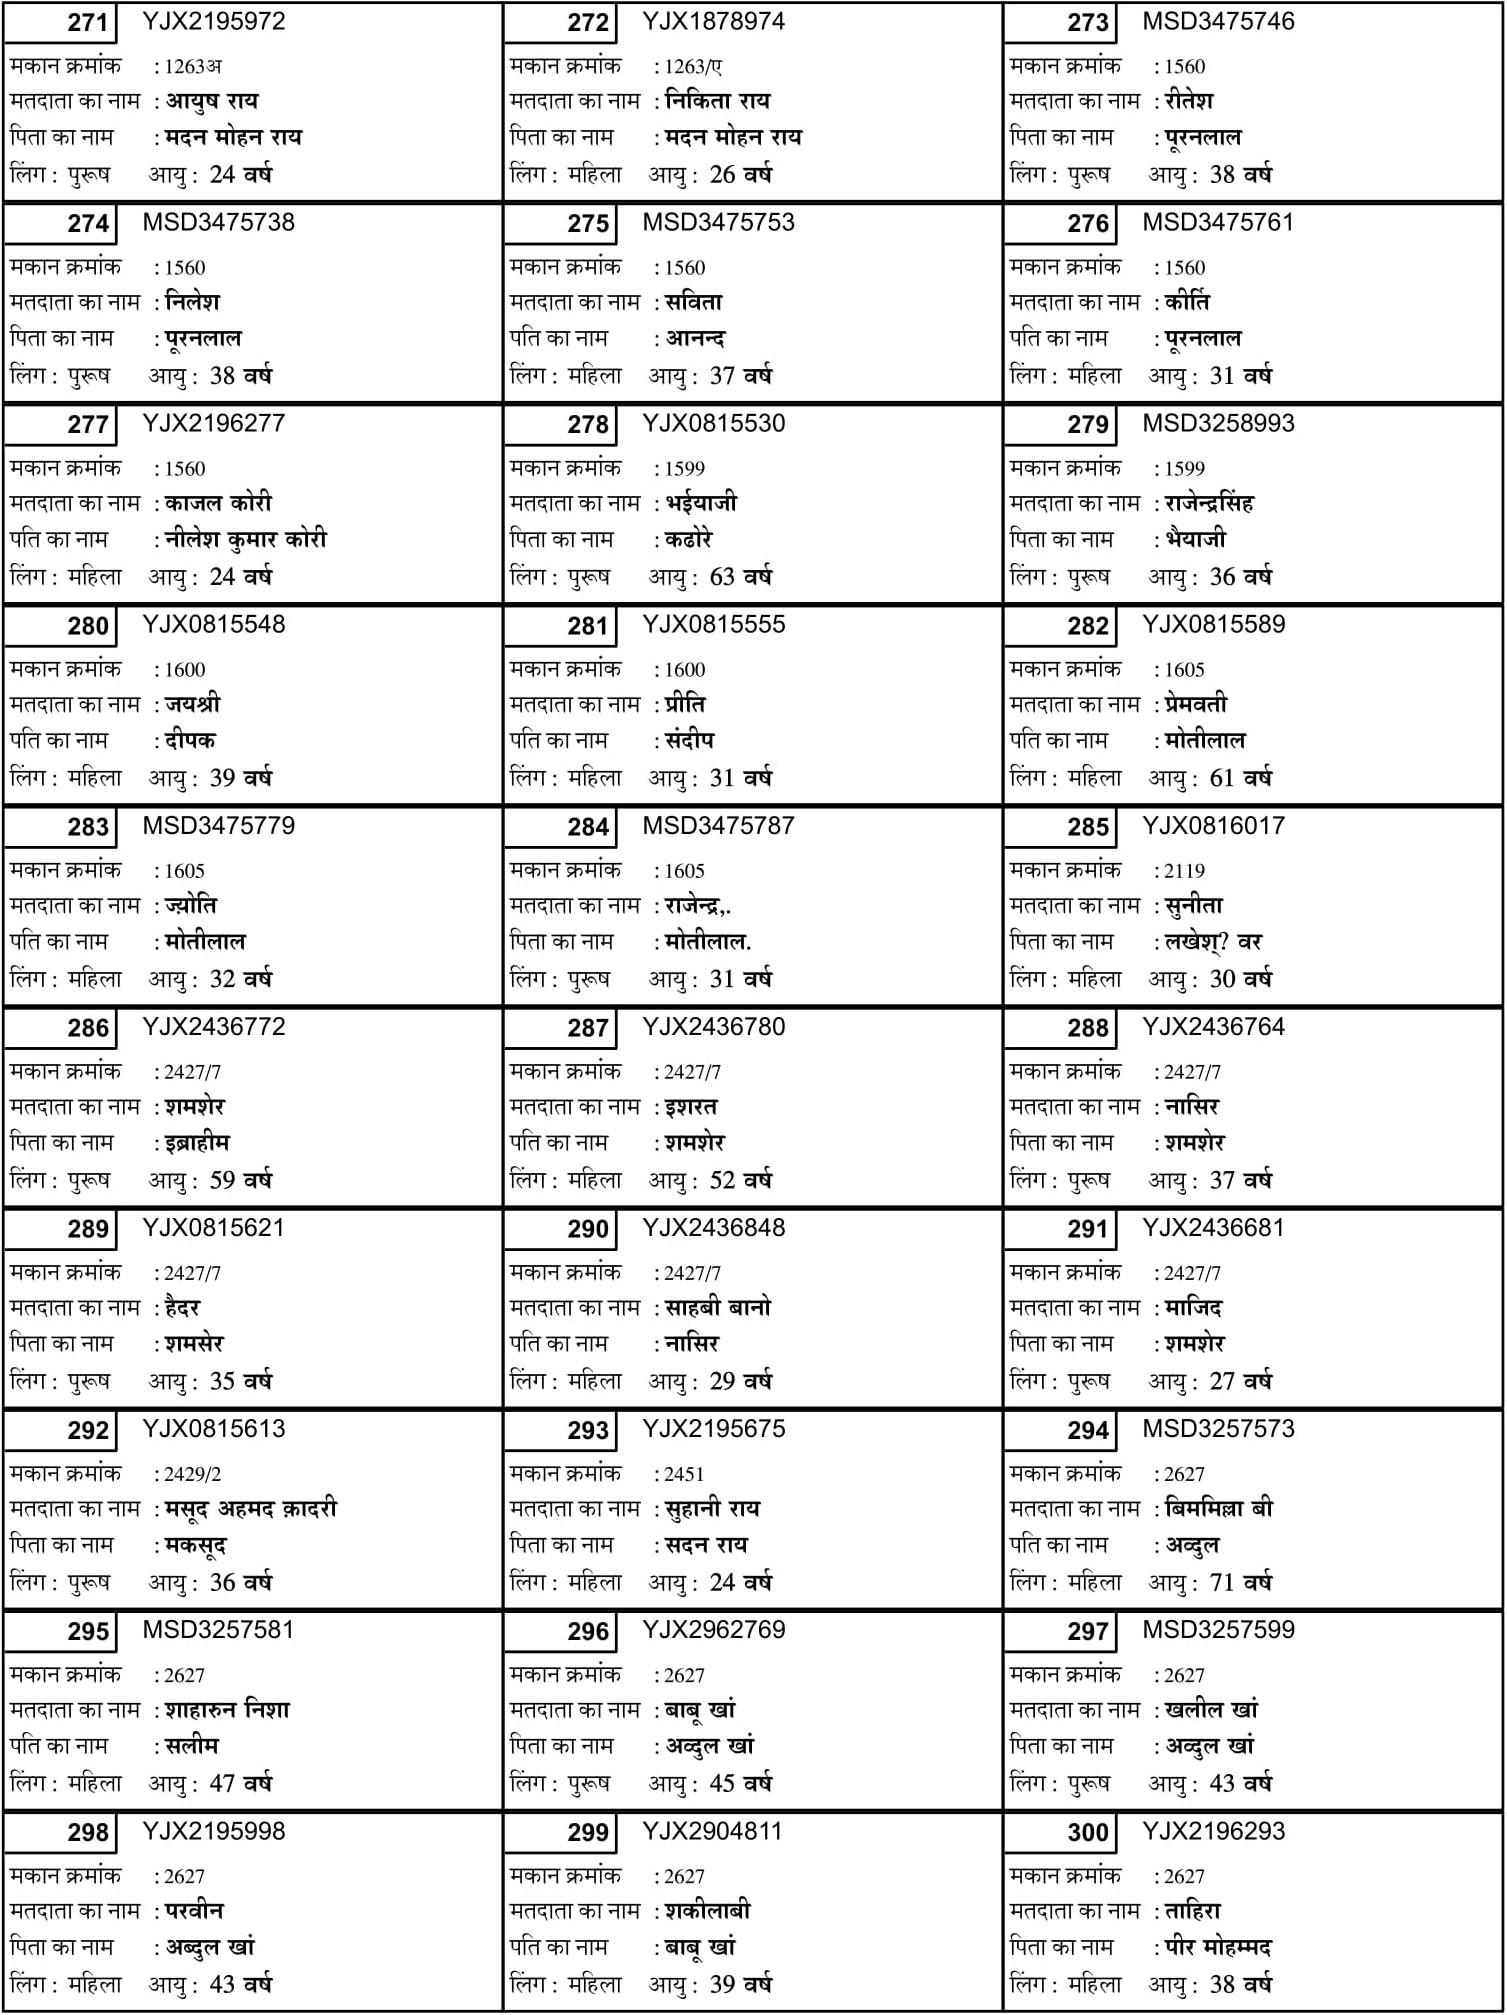 271 YJX2195972
मकान क्रमांक : 1263अ
मतदाता का नाम : आयुष राय
पिता का नाम : मदन मोहन राय
लिंग : पुरूष आयु : 24 वर्ष
272 YJX1878974
मकान क्रमांक : 1263/ए
मतदाता का नाम : निकिता राय
पिता का नाम : मदन मोहन राय
लिंग : महिला आयु : 26 वर्ष
273 MSD3475746
मकान क्रमांक : 1560
मतदाता का नाम : रीतेश
पिता का नाम : पूरनलाल
लिंग : पुरूष आयु : 38 वर्ष
274 MSD3475738
मकान क्रमांक : 1560
मतदाता का नाम : निलेश
पिता का नाम : पूरनलाल
लिंग : पुरूष आयु : 38 वर्ष
275 MSD3475753
मकान क्रमांक : 1560
मतदाता का नाम : सविता
पति का नाम : आनन्द
लिंग : महिला आयु : 37 वर्ष
276 MSD3475761
मकान क्रमांक : 1560
मतदाता का नाम : कीर्ति
पति का नाम : पूरनलाल
लिंग : महिला आयु : 31 वर्ष
277 YJX2196277
मकान क्रमांक : 1560
मतदाता का नाम : काजल कोरी
पति का नाम : नीलेश कुमार कोरी
लिंग : महिला आयु : 24 वर्ष
278 YJX0815530
मकान क्रमांक : 1599
मतदाता का नाम : भईयाजी
पिता का नाम : कढोरे
लिंग : पुरूष आयु : 63 वर्ष
279 MSD3258993
मकान क्रमांक : 1599
मतदाता का नाम : राजेन्द्रसिंह
पिता का नाम : भैयाजी
लिंग : पुरूष आयु : 36 वर्ष
280 YJX0815548
मकान क्रमांक : 1600
मतदाता का नाम : जयश्री
पति का नाम : दीपक
लिंग : महिला आयु : 39 वर्ष
281 YJX0815555
मकान क्रमांक : 1600
मतदाता का नाम : प्रीति
पति का नाम : संदीप
लिंग : महिला आयु : 31 वर्ष
282 YJX0815589
मकान क्रमांक : 1605
मतदाता का नाम : प्रेमवती
पति का नाम : मोतीलाल
लिंग : महिला आयु : 61 वर्ष
283 MSD3475779
मकान क्रमांक : 1605
मतदाता का नाम : ज्य़ोति
पति का नाम : मोतीलाल
लिंग : महिला आयु : 32 वर्ष
284 MSD3475787
मकान क्रमांक : 1605
मतदाता का नाम : राजेन्द्र,.
पिता का नाम : मोतीलाल.
लिंग : पुरूष आयु : 31 वर्ष
285 YJX0816017
मकान क्रमांक : 2119
मतदाता का नाम : सुनीता
पिता का नाम : लखेश्? वर
लिंग : महिला आयु : 30 वर्ष
286 YJX2436772
मकान क्रमांक : 2427/7
मतदाता का नाम : शमशेर
पिता का नाम : इब्राहीम
लिंग : पुरूष आयु : 59 वर्ष
287 YJX2436780
मकान क्रमांक : 2427/7
मतदाता का नाम : इशरत
पति का नाम : शमशेर
लिंग : महिला आयु : 52 वर्ष
288 YJX2436764
मकान क्रमांक : 2427/7
मतदाता का नाम : नासिर
पिता का नाम : शमशेर
लिंग : पुरूष आयु : 37 वर्ष
289 YJX0815621
मकान क्रमांक : 2427/7
मतदाता का नाम : हैदर
पिता का नाम : शमसेर
लिंग : पुरूष आयु : 35 वर्ष
290 YJX2436848
मकान क्रमांक : 2427/7
मतदाता का नाम : साहबी बानो
पति का नाम : नासिर
लिंग : महिला आयु : 29 वर्ष
291 YJX2436681
मकान क्रमांक : 2427/7
मतदाता का नाम : माजिद
पिता का नाम : शमशेर
लिंग : पुरूष आयु : 27 वर्ष
292 YJX0815613
मकान क्रमांक : 2429/2
मतदाता का नाम : मसूद अहमद क़ादरी
पिता का नाम : मकसूद
लिंग : पुरूष आयु : 36 वर्ष
293 YJX2195675
मकान क्रमांक : 2451
मतदाता का नाम : सुहानी राय
पिता का नाम : सदन राय
लिंग : महिला आयु : 24 वर्ष
294 MSD3257573
मकान क्रमांक : 2627
मतदाता का नाम : बिममिल्ला बी
पति का नाम : अव्दुल
लिंग : महिला आयु : 71 वर्ष
295 MSD3257581
मकान क्रमांक : 2627
मतदाता का नाम : शाहारुन निशा
पति का नाम : सलीम
लिंग : महिला आयु : 47 वर्ष
296 YJX2962769
मकान क्रमांक : 2627
मतदाता का नाम : बाबू खां
पिता का नाम : अव्दुल खां
लिंग : पुरूष आयु : 45 वर्ष
297 MSD3257599
मकान क्रमांक : 2627
मतदाता का नाम : खलील खां
पिता का नाम : अव्दुल खां
लिंग : पुरूष आयु : 43 वर्ष
298 YJX2195998
मकान क्रमांक : 2627
मतदाता का नाम : परवीन
पिता का नाम : अब्दुल खां
लिंग : महिला आयु : 43 वर्ष
299 YJX2904811
मकान क्रमांक : 2627
मतदाता का नाम : शकीलाबी
पति का नाम : बाबू खां
लिंग : महिला आयु : 39 वर्ष
300 YJX2196293
मकान क्रमांक : 2627
मतदाता का नाम : ताहिरा
पिता का नाम : पीर मोहम्मद
लिंग : महिला आयु : 38 वर्ष